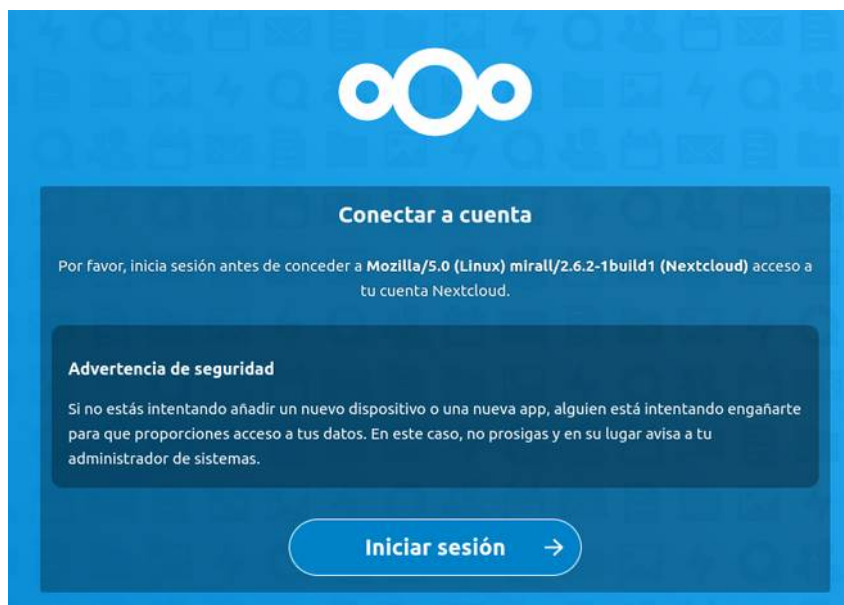 Conectar a cuenta
Por favor, inicia sesión antes de conceder a Mozilla/5.0 (Linux) mirall/2.6.2-1build1 (Nextcloud) acceso a
tu cuenta Nextcloud.
Advertencia de seguridad
Si no estás intentando añadir un nuevo dispositivo o una nueva app, alguien está intentando engañarte
para que proporciones acceso a tus datos. En este caso, no prosigas y en su lugar avisa a tu
administrador de sistemas.
Iniciar sesión →